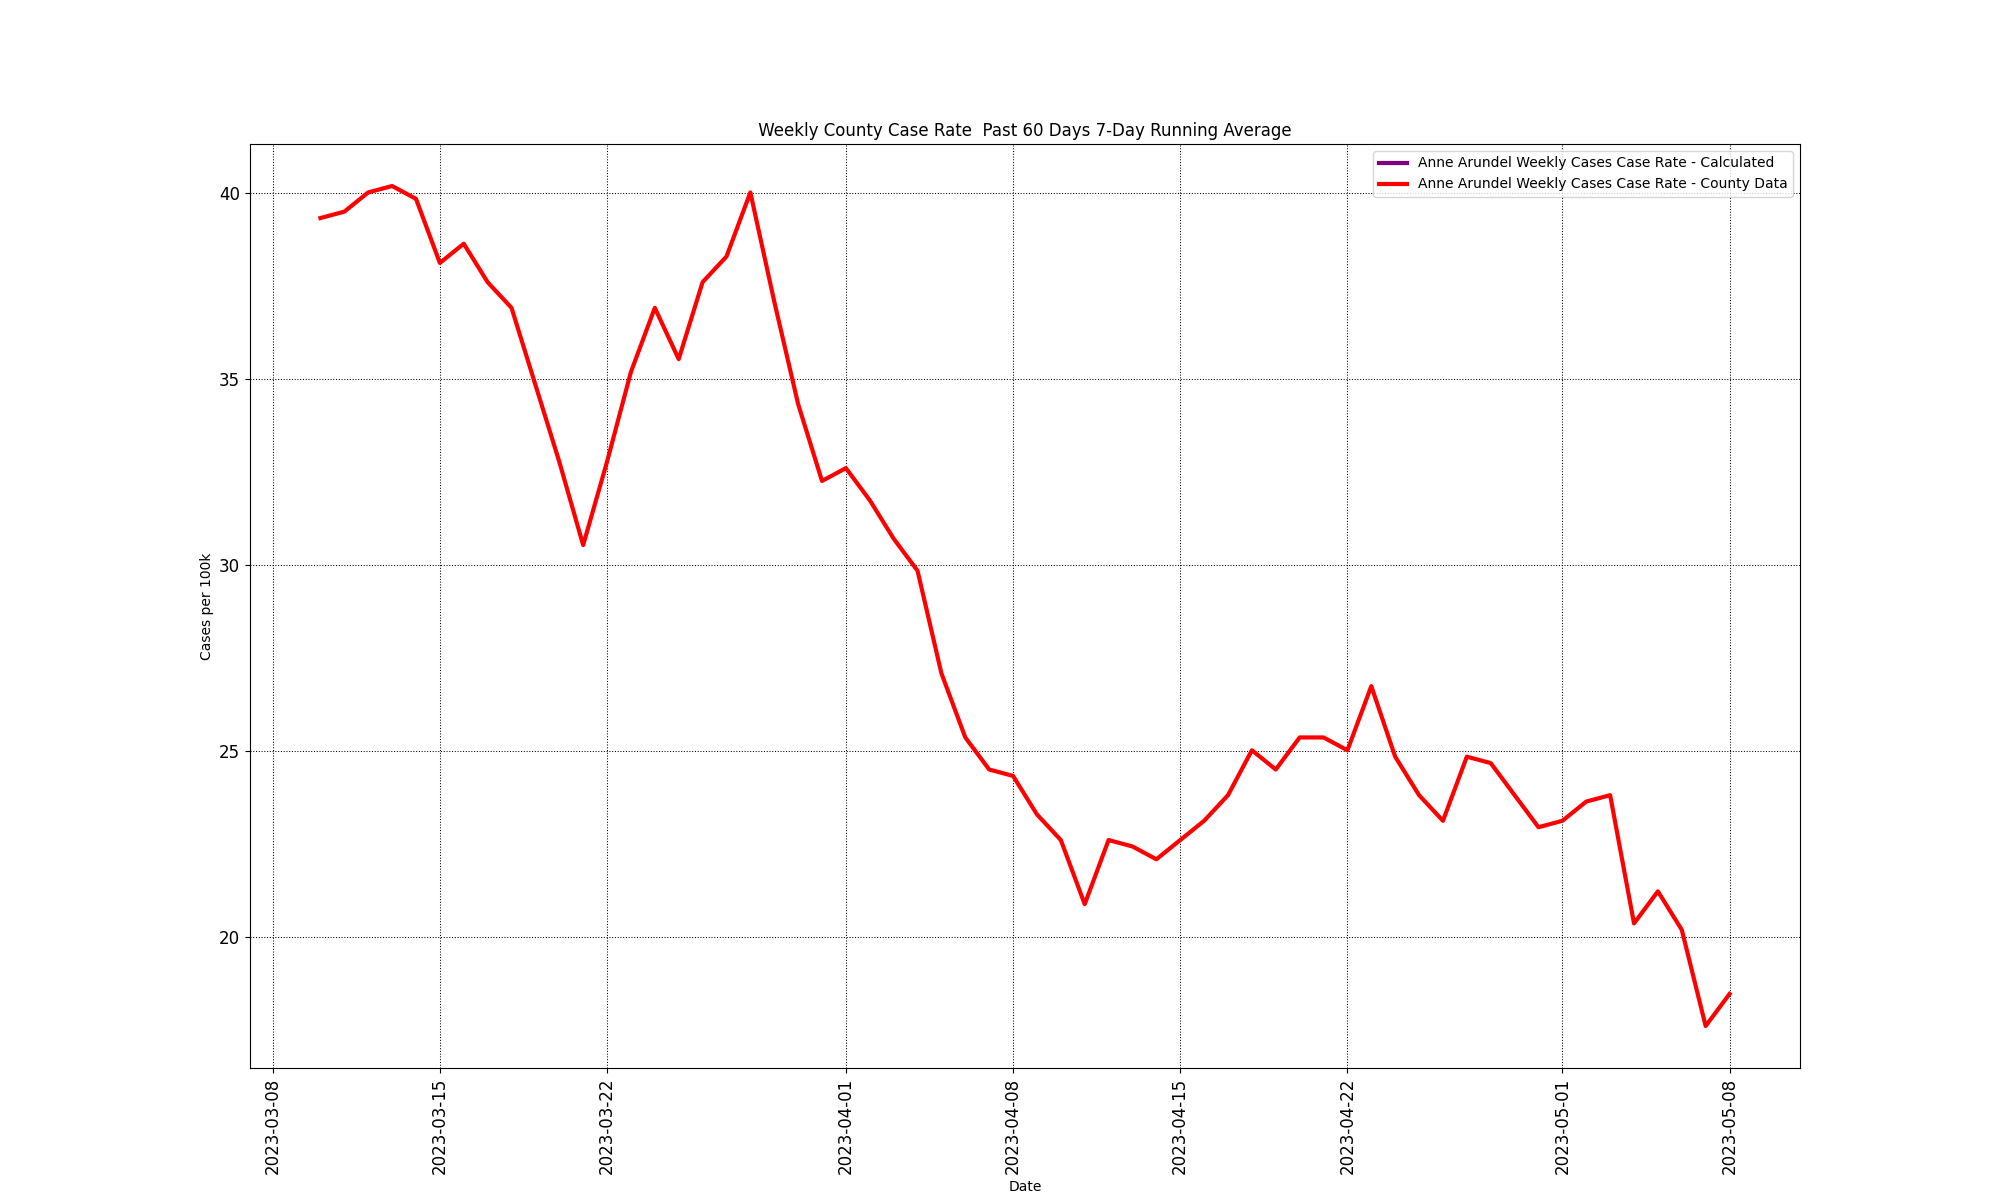 Weekly County Case Rate  Past 60 Days 7-Day Running Average
Anne Arundel Weekly Cases Case Rate - Calculated
Anne Arundel Weekly Cases Case Rate - County Data
Cases per 100k
40
35
30
25
20
2023-03-08
2023-03-15
2023-03-22
2023-04-01
2023-04-08
2023-04-15
2023-04-22
2023-05-01
2023-05-08
Date